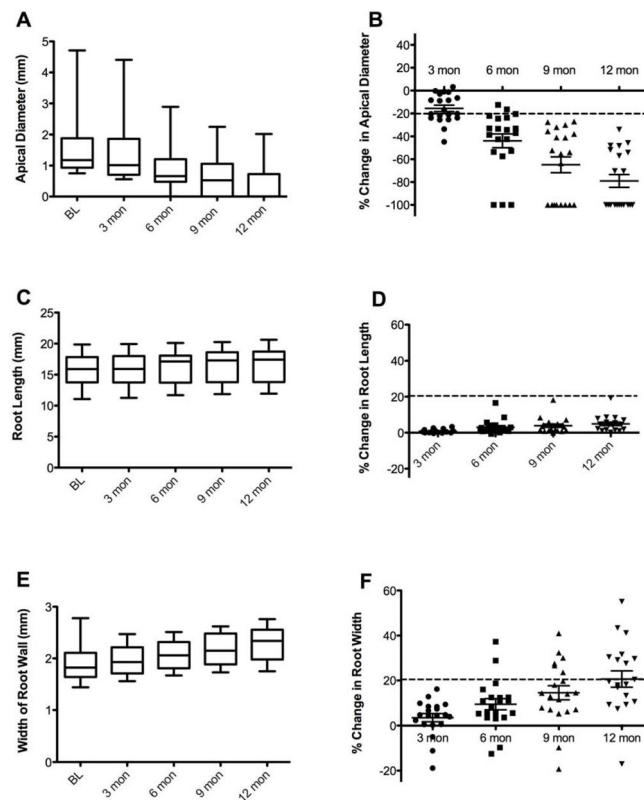 A
Apical Diameter (mm)
5
4
3
2
1
0
BL
3 mon
6 mon
9 mon
12 mon
B
% Change in Apical Diameter
40
20
0
-20
-40
-60
-80
-100
3 mon
6 mon
9 mon
12 mon
C
Root Length (mm)
25
20
15
10
5
0
BL
3 mon
6 mon
9 mon
12 mon
D
% Change in Root Length
60
40
20
0
-20
3 mon
6 mon
9 mon
12 mon
E
Width of Root Wall (mm)
3
2
1
0
BL
3 mon
6 mon
9 mon
12 mon
F
% Change in Root Width
60
40
20
0
-20
3 mon
6 mon
9 mon
12 mon